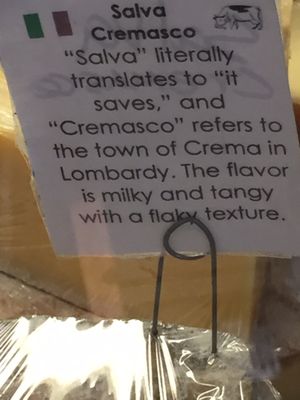 Salva
Cremasco
"Salva" literally
translates to "it
saves," and
"Cremasco" refers to
the town of Crema in
Lombardy. The flavor
is milky and tangy
with a flaky texture.